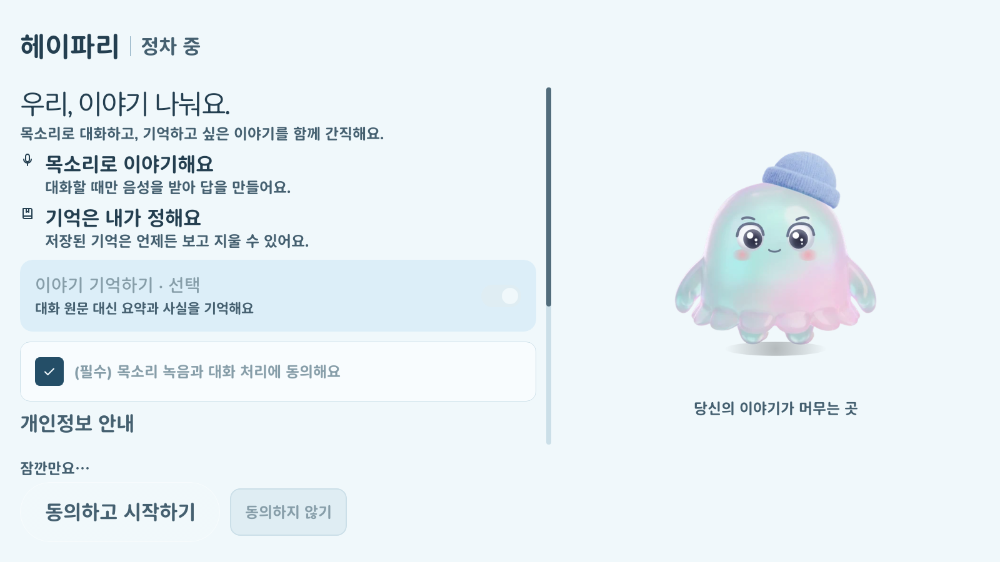 헤이파리
정차 중
우리, 이야기 나눠요.
목소리로 대화하고, 기억하고 싶은 이야기를 함께 간직해요.
목소리로 이야기해요
대화할 때만 음성을 받아 답을 만들어요.
기억은 내가 정해요
저장된 기억은 언제든 보고 지울 수 있어요.
이야기 기억하기 · 선택
대화 원문 대신 요약과 사실을 기억해요
(필수) 목소리 녹음과 대화 처리에 동의해요
개인정보 안내
잠깐만요…
동의하고 시작하기
동의하지 않기
당신의 이야기가 머무는 곳